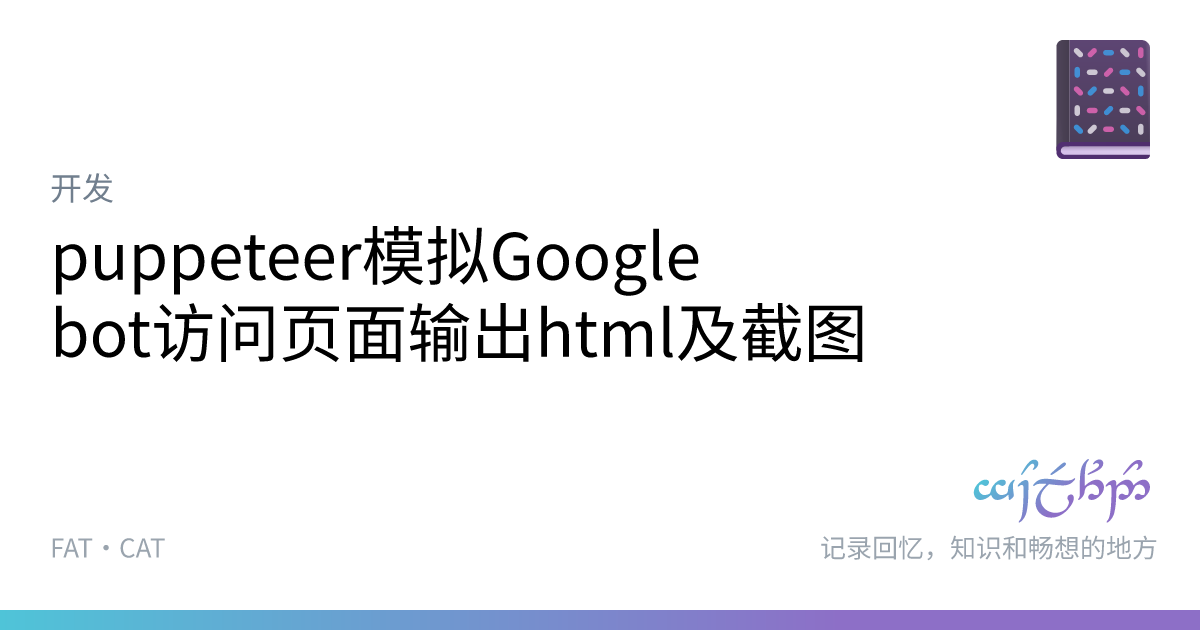 开发
puppeteer模拟Google
bot访问页面输出html及截图
FAT・CAT
记录回忆，知识和畅想的地方